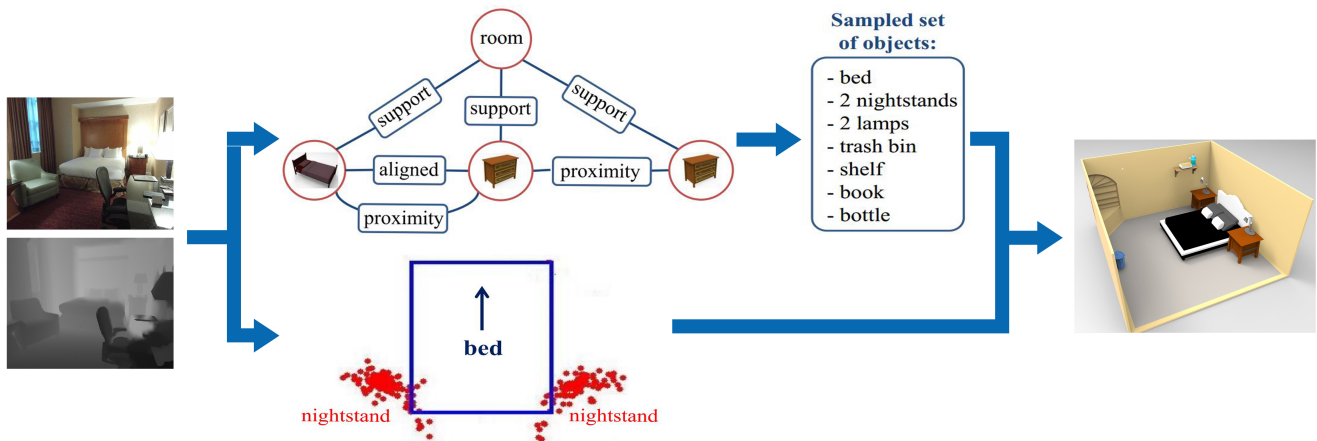 room
support
support
support
aligned
proximity
proximity
Sampled set
of objects:
- bed
- 2 nightstands
- 2 lamps
- trash bin
- shelf
- book
- bottle
bed
nightstand
nightstand